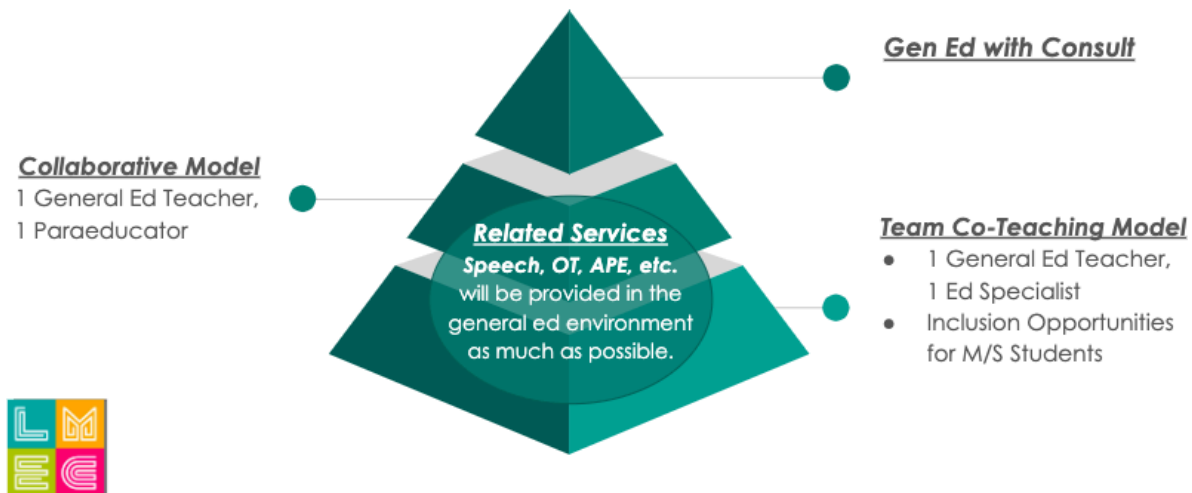 Gen Ed with Consult
Collaborative Model
1 General Ed Teacher,
1 Paraeducator
Related Services
Speech, OT, APE, etc.
will be provided in the
general ed environment
as much as possible.
Team Co-Teaching Model
● 1 General Ed Teacher,
1 Ed Specialist
● Inclusion Opportunities
for M/S Students
LM
EC